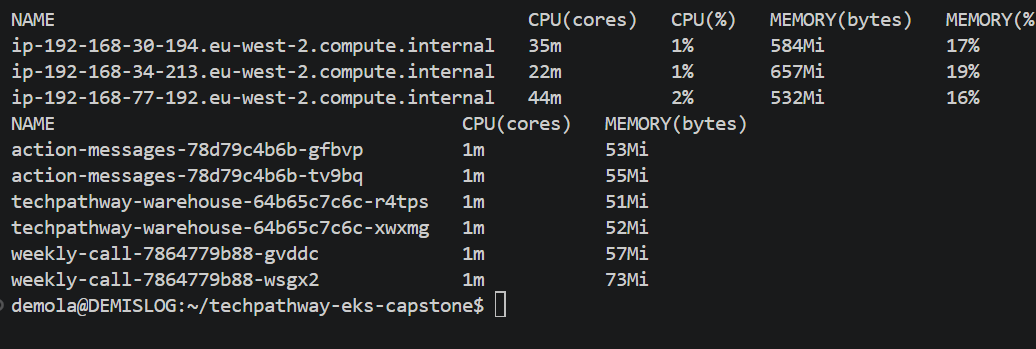 NAME CPU(cores) CPU(%) MEMORY(bytes) MEMORY(%
ip-192-168-30-194.eu-west-2.compute.internal 35m 1% 584Mi 17%
ip-192-168-34-213.eu-west-2.compute.internal 22m 1% 657Mi 19%
ip-192-168-77-192.eu-west-2.compute.internal 44m 2% 532Mi 16%
NAME CPU(cores) MEMORY(bytes)
action-messages-78d79c4b6b-gfbvp 1m 53Mi
action-messages-78d79c4b6b-tv9bq 1m 55Mi
techpathway-warehouse-64b65c7c6c-r4tps 1m 51Mi
techpathway-warehouse-64b65c7c6c-xwxmg 1m 52Mi
weekly-call-7864779b88-gvddc 1m 57Mi
weekly-call-7864779b88-wsgx2 1m 73Mi
demola@DEMISLOG:~/techpathway-eks-capstone$